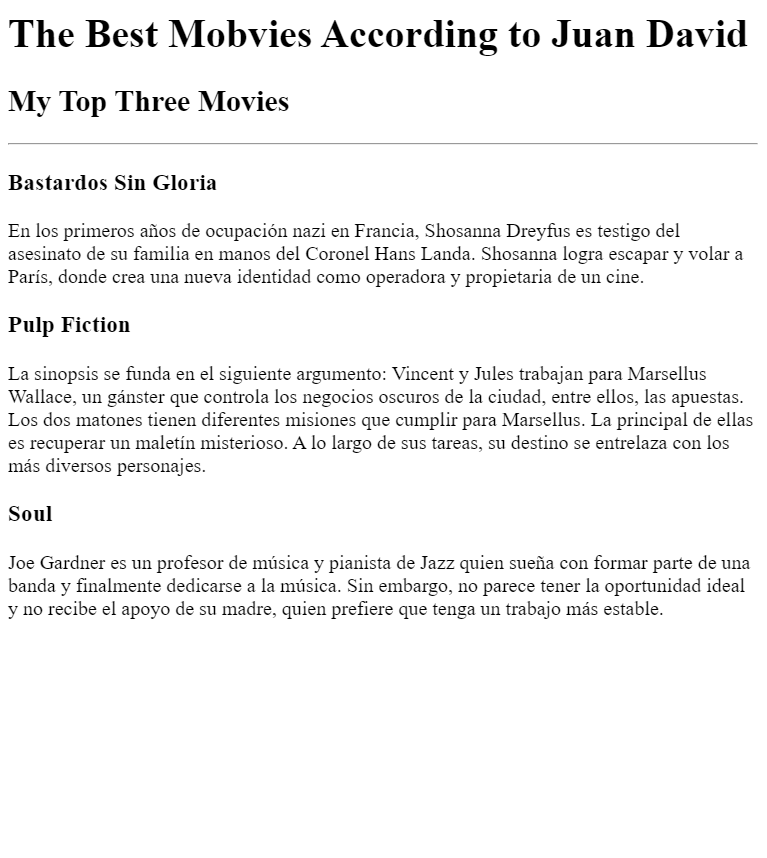 The Best Mobvies According to Juan David
My Top Three Movies
Bastardos Sin Gloria
En los primeros años de ocupación nazi en Francia, Shosanna Dreyfus es testigo del
asesinato de su familia en manos del Coronel Hans Landa. Shosanna logra escapar y volar a
París, donde crea una nueva identidad como operadora y propietaria de un cine.
Pulp Fiction
La sinopsis se funda en el siguiente argumento: Vincent y Jules trabajan para Marsellus
Wallace, un gánster que controla los negocios oscuros de la ciudad, entre ellos, las apuestas.
Los dos matones tienen diferentes misiones que cumplir para Marsellus. La principal de ellas
es recuperar un maletín misterioso. A lo largo de sus tareas, su destino se entrelaza con los
más diversos personajes.
Soul
Joe Gardner es un profesor de música y pianista de Jazz quien sueña con formar parte de una
banda y finalmente dedicarse a la música. Sin embargo, no parece tener la oportunidad ideal
y no recibe el apoyo de su madre, quien prefiere que tenga un trabajo más estable.